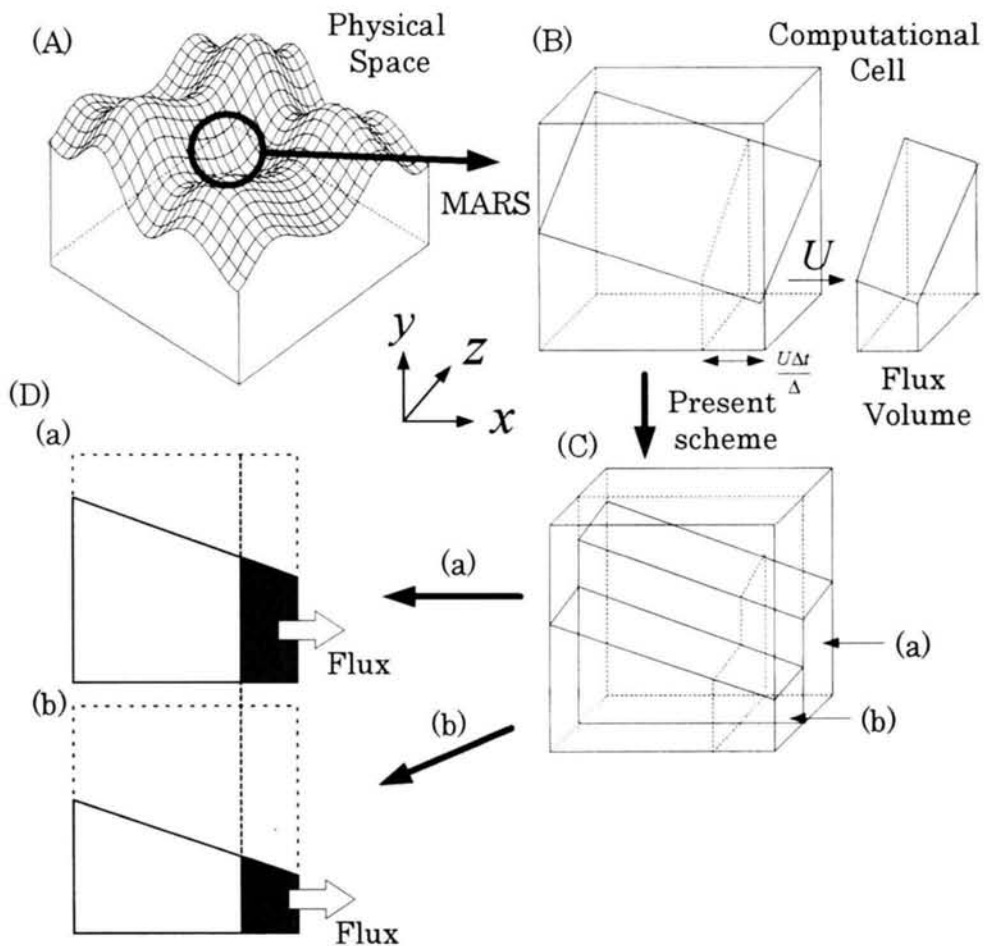 (A)
Physical
Space
(B)
Computational
Cell
MARS
U
UΔt
Δ
Flux
Volume
y
z
x
Present
scheme
(C)
(D)
(a)
(a)
Flux
(a)
(b)
(b)
(b)
Flux